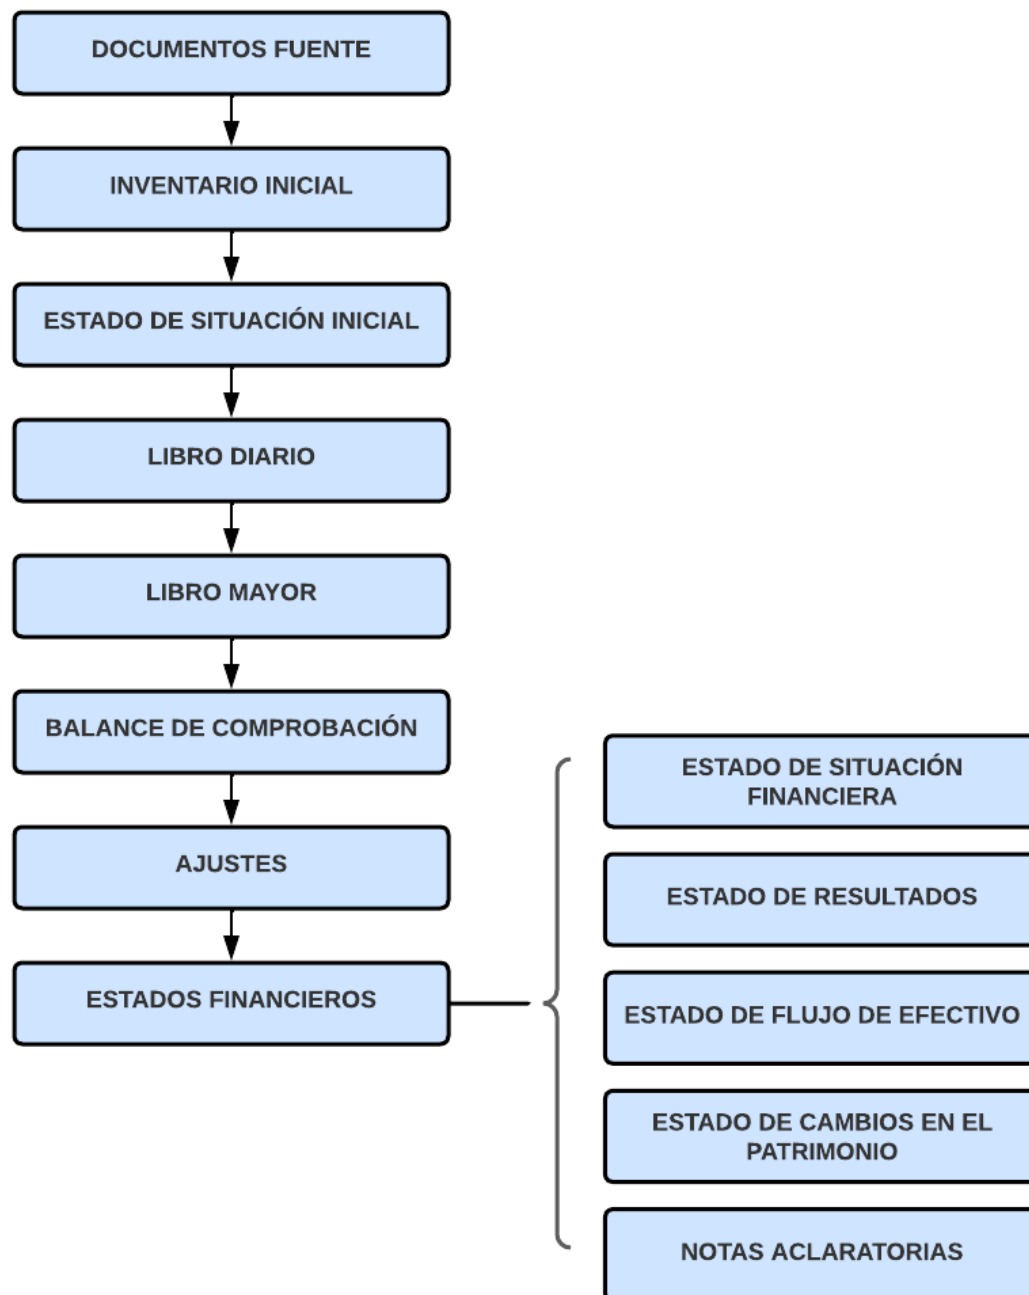 DOCUMENTOS FUENTE
INVENTARIO INICIAL
ESTADO DE SITUACIÓN INICIAL
LIBRO DIARIO
LIBRO MAYOR
BALANCE DE COMPROBACIÓN
AJUSTES
ESTADOS FINANCIEROS
ESTADO DE SITUACIÓN
FINANCIERA
ESTADO DE RESULTADOS
ESTADO DE FLUJO DE EFECTIVO
ESTADO DE CAMBIOS EN EL
PATRIMONIO
NOTAS ACLARATORIAS